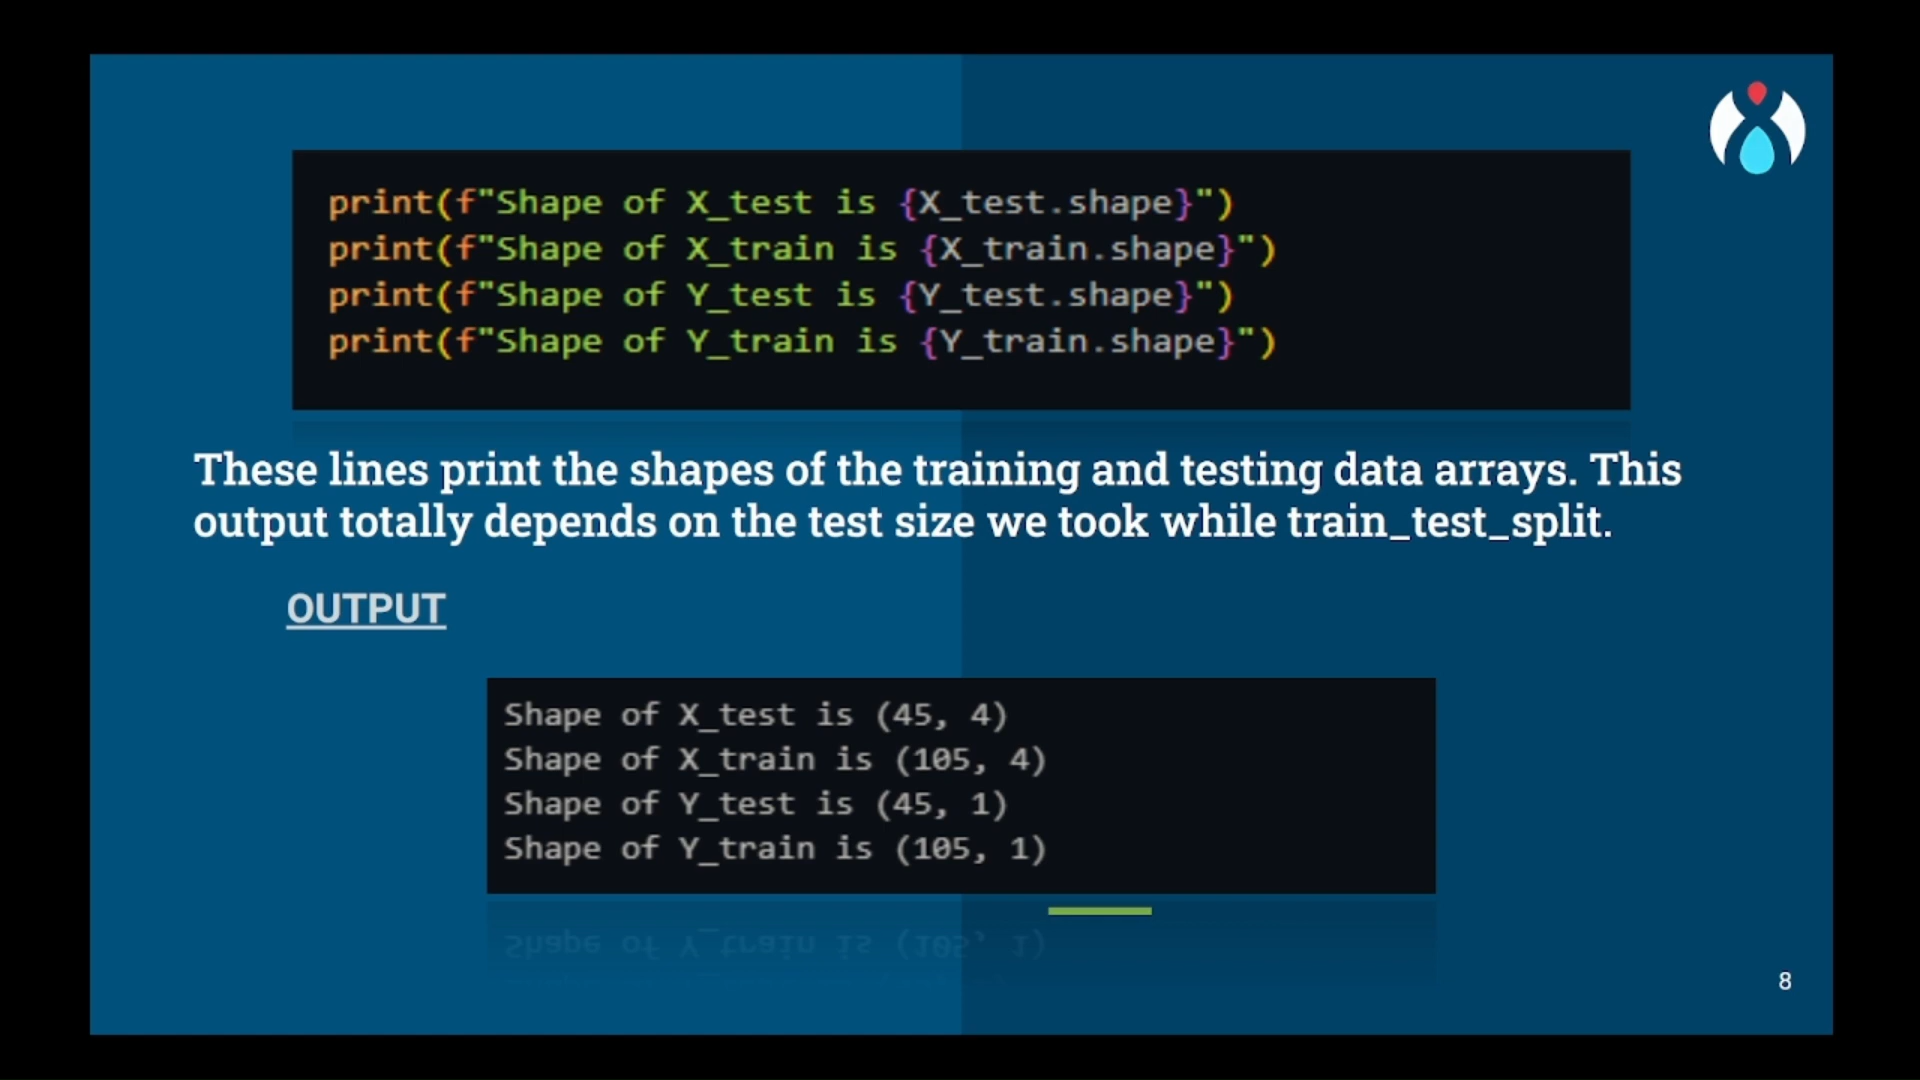 print(f"Shape of X_test is {X_test.shape}")
print(f"Shape of X_train is {X_train.shape}")
print(f"Shape of Y_test is {Y_test.shape}")
print(f"Shape of Y_train is {Y_train.shape}")
These lines print the shapes of the training and testing data arrays. This
output totally depends on the test size we took while train_test_split.
OUTPUT
Shape of X_test is (45, 4)
Shape of X_train is (105, 4)
Shape of Y_test is (45, 1)
Shape of Y_train is (105, 1)
8